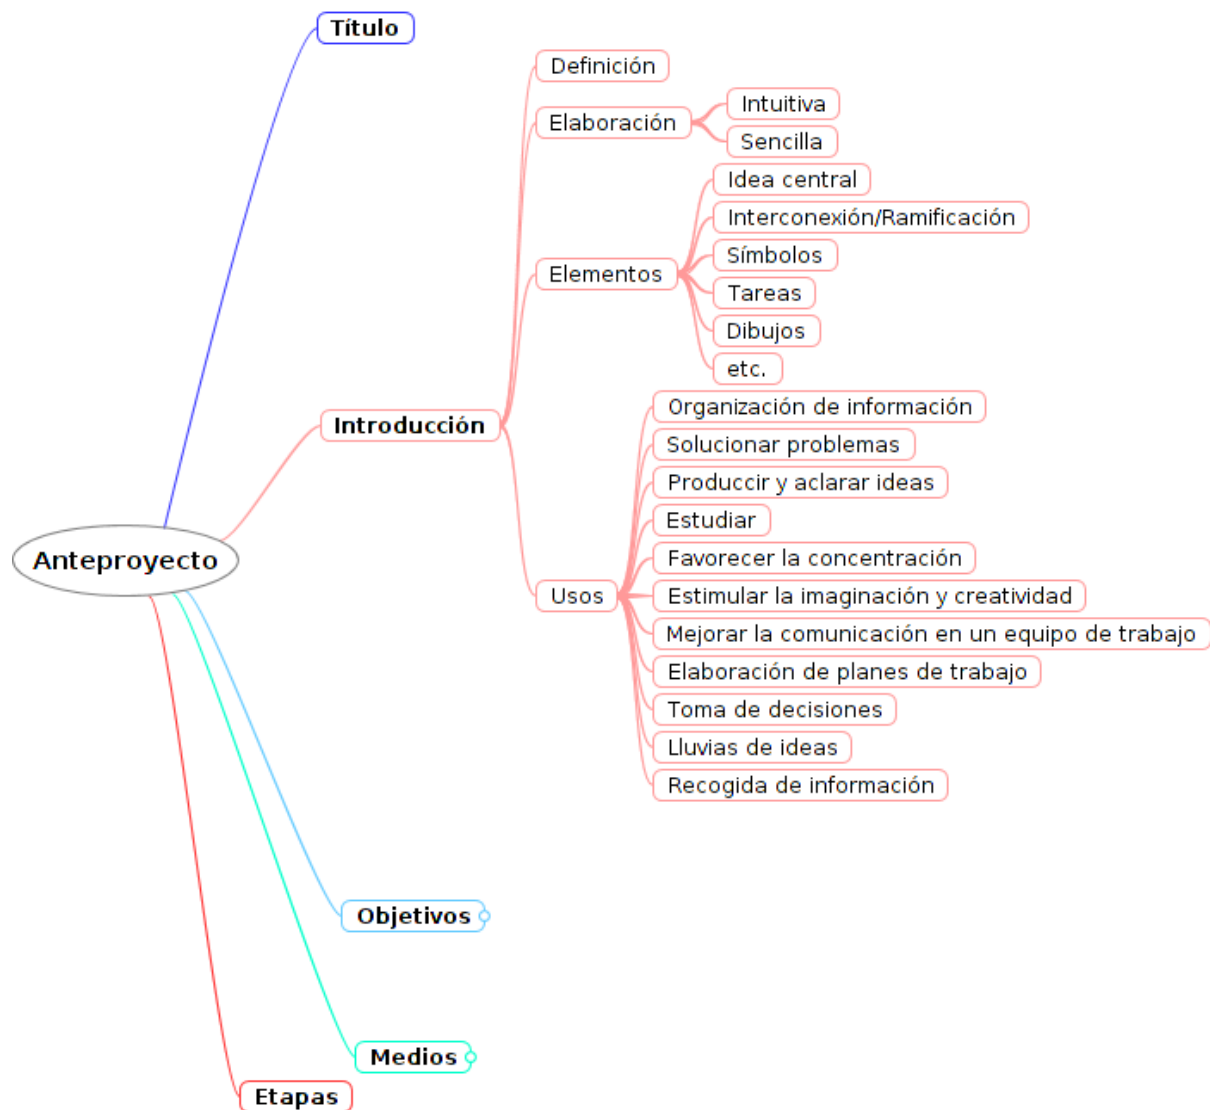 Título
Definición
Elaboración
Intuitiva
Sencilla
Elementos
Idea central
Interconexión/Ramificación
Símbolos
Tareas
Dibujos
etc.
Introducción
Usos
Organización de información
Solucionar problemas
Produccir y aclarar ideas
Estudiar
Favorecer la concentración
Estimular la imaginación y creatividad
Mejorar la comunicación en un equipo de trabajo
Elaboración de planes de trabajo
Toma de decisiones
Lluvias de ideas
Recogida de información
Anteproyecto
Objetivos
Medios
Etapas